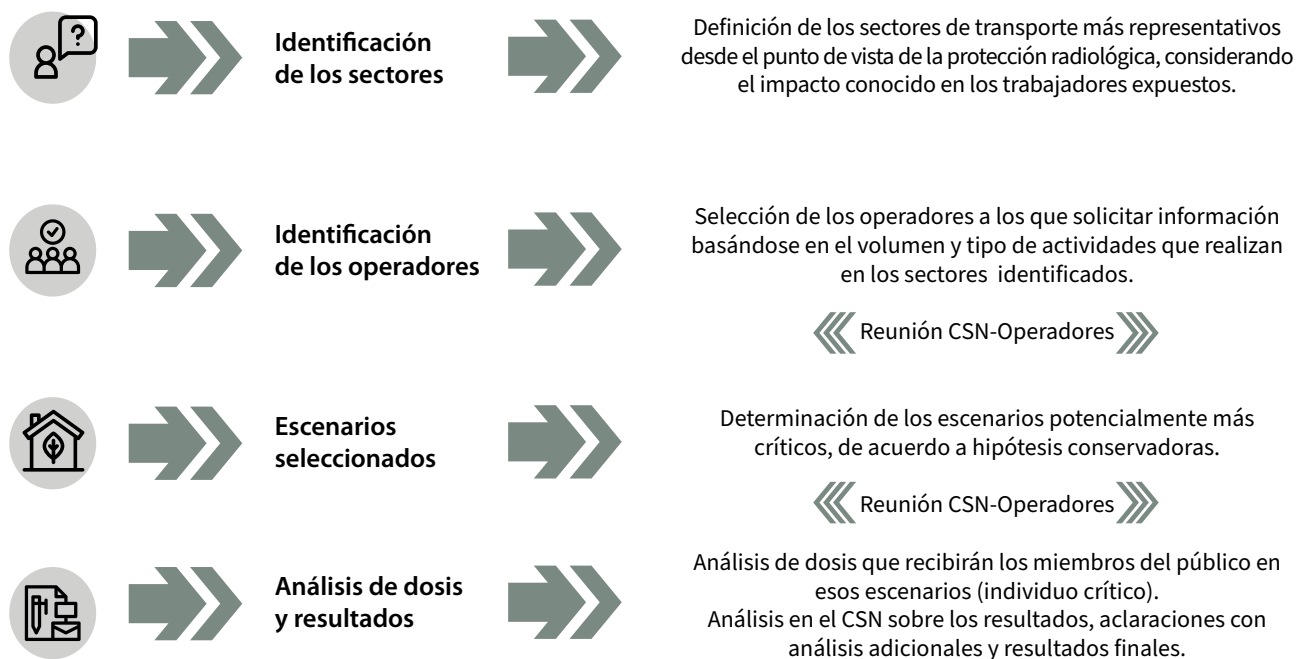 ?
Identificación
de los sectores
Definición de los sectores de transporte más representativos
desde el punto de vista de la protección radiológica, considerando
el impacto conocido en los trabajadores expuestos.
Identificación
de los operadores
Selección de los operadores a los que solicitar información
basándose en el volumen y tipo de actividades que realizan
en los sectores identificados.
Reunión CSN-Operadores
Escenarios
seleccionados
Determinación de los escenarios potencialmente más
críticos, de acuerdo a hipótesis conservadoras.
Reunión CSN-Operadores
Análisis de dosis
y resultados
Análisis de dosis que recibirán los miembros del público en
esos escenarios (individuo crítico).
Análisis en el CSN sobre los resultados, aclaraciones con
análisis adicionales y resultados finales.